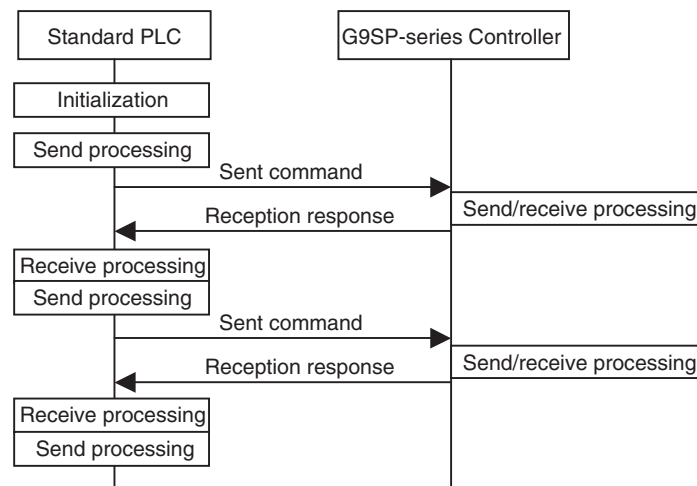 Standard PLC
G9SP-series Controller
Initialization
Send processing
Sent command
Send/receive processing
Reception response
Receive processing
Send processing
Sent command
Send/receive processing
Reception response
Receive processing
Send processing